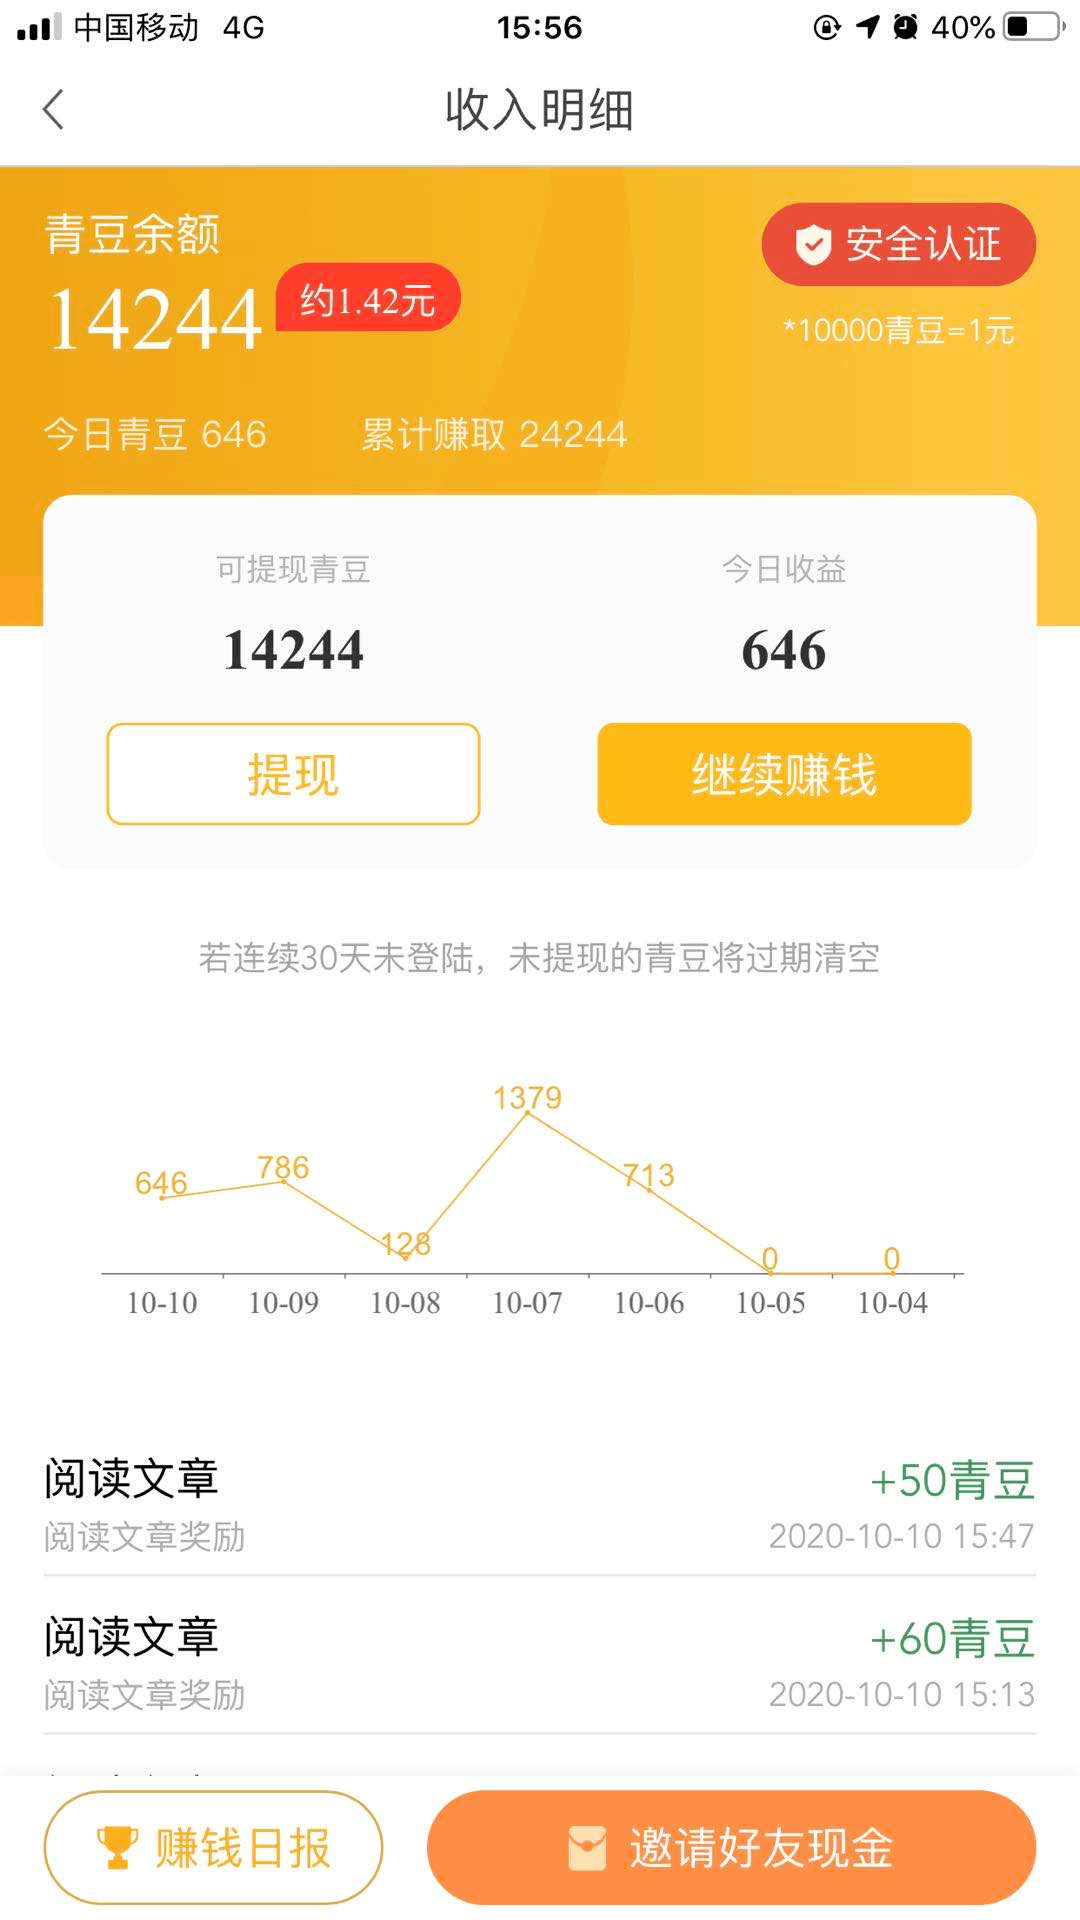 中国移动 4G 15:56 40%
收入明细
青豆余额
安全认证
14244 约1.42元
*10000青豆=1元
今日青豆 646 累计赚取 24244
可提现青豆 今日收益
14244 646
提现 继续赚钱
若连续30天未登陆，未提现的青豆将过期清空
1379
786
713
646
128
0 0
10-10 10-09 10-08 10-07 10-06 10-05 10-04
阅读文章 +50青豆
阅读文章奖励 2020-10-10 15:47
阅读文章 +60青豆
阅读文章奖励 2020-10-10 15:13
赚钱日报 邀请好友现金